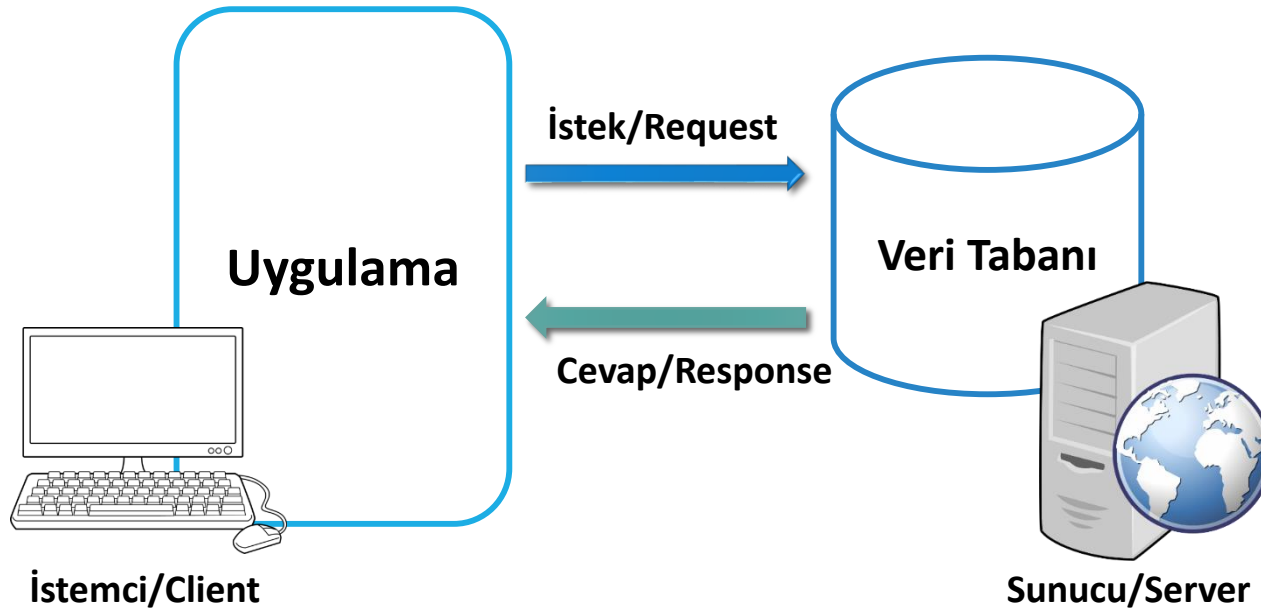 İstek/Request
Uygulama
Veri Tabanı
Cevap/Response
İstemci/Client
Sunucu/Server